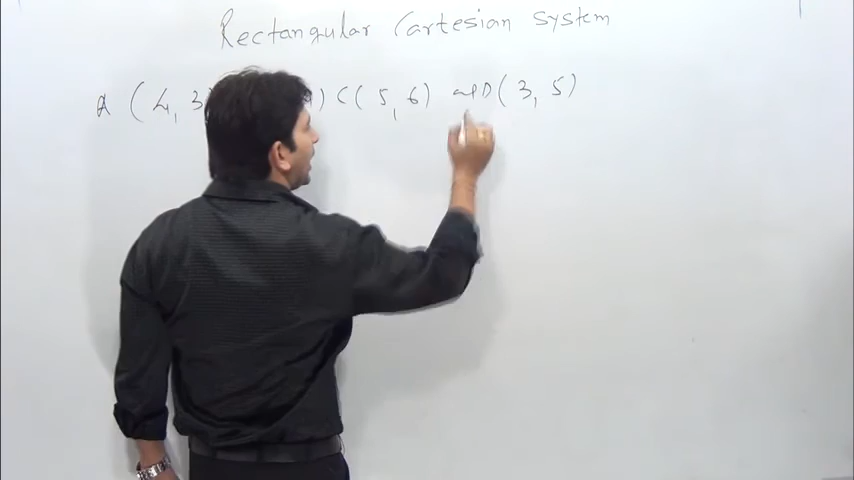 Rectangular Cartesian system
A (4, 3 ) C( 5, 6) and D( 3, 5)